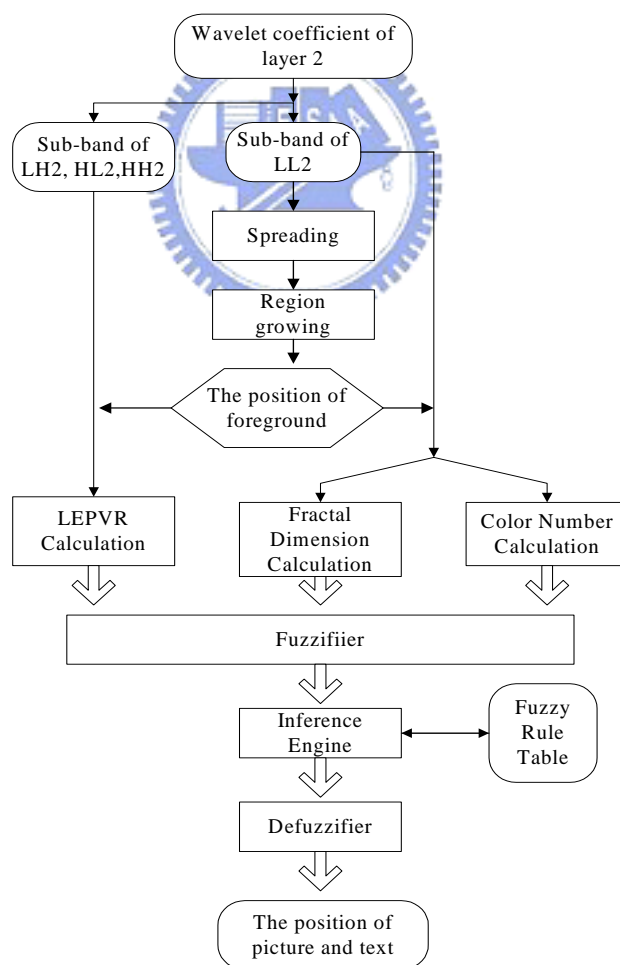 Wavelet coefficient of
layer 2
Sub-band of
LH2, HL2,HH2
Sub-band of
LL2
Spreading
Region
growing
The position of
foreground
LEPVR
Calculation
Fractal
Dimension
Calculation
Color Number
Calculation
Fuzzifiier
Inference
Engine
Fuzzy
Rule
Table
Defuzzifier
The position of
picture and text